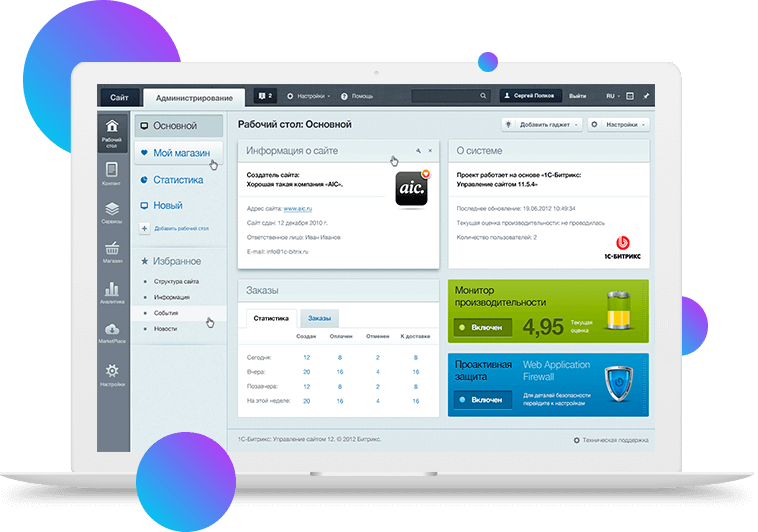 Сайт
Администрирование
2
Настройки
Помощь
Сергей Попков
Выйти
RU
Рабочий стол
Контент
Сервисы
Магазин
Аналитика
MarketPlace
Настройки
Основной
Мой магазин
Статистика
Новый
Добавить рабочий стол
Избранное
Структура сайта
Информация
События
Новости
Рабочий стол: Основной
Добавить гаджет
Настройки
Информация о сайте
Создатель сайта:
Хорошая такая компания «AIC».
aic.
Адрес сайта: www.aic.ru
Сайт сдан: 12 декабря 2010 г.
Ответственное лицо: Иван Иванов
E-mail: info@1c-bitrix.ru
О системе
Проект работает на основе «1С-Битрикс:
Управление сайтом 11.5.4».
Последнее обновление: 19.06.2012 10:49:34
Текущая оценка производительности: не проводилась
Количество пользователей: 2
1С-БИТРИКС
Заказы
Статистика Заказы
Создан Оплачен Отменен К доставке
Сегодня: 12 8 2 8
Вчера: 20 16 4 16
Позавчера: 12 8 2 8
На этой неделе: 20 16 4 16
Монитор
производительности
Включен
4,95
Текущая
оценка
Проактивная
защита
Web Application
Firewall
Включен
Для деталей безопасности
перейдите к настройкам
1С-Битрикс: Управление сайтом 12. © 2012 Битрикс.
Техническая поддержка